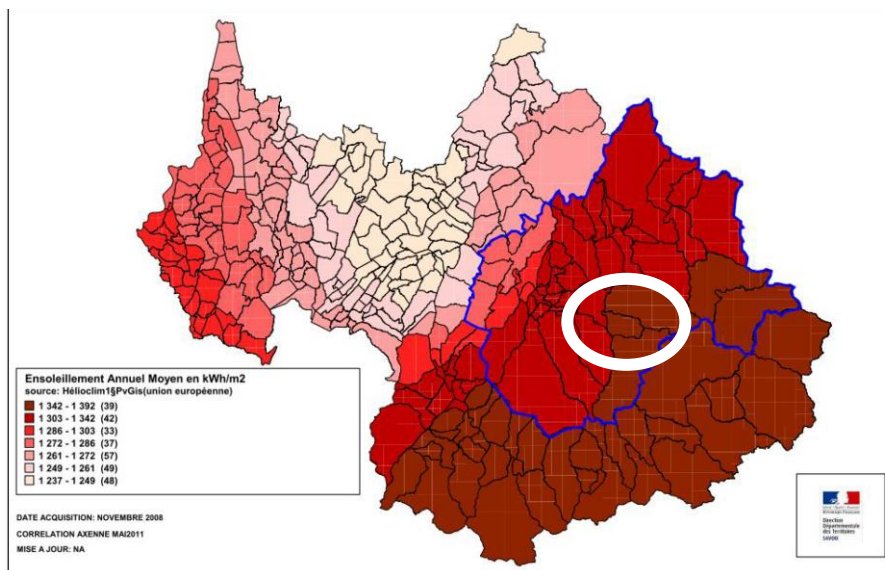 Ensoleillement Annuel Moyen en kWh/m2
source: Hélioclim1§PvGis(union européenne)
1 342 - 1 392 (39)
1 303 - 1 342 (42)
1 286 - 1 303 (33)
1 272 - 1 286 (37)
1 261 - 1 272 (57)
1 249 - 1 261 (49)
1 237 - 1 249 (48)
DATE ACQUISITION: NOVEMBRE 2008
CORRELATION AXENNE MAI2011
MISE A JOUR: NA
Direction
Départementale
des Territoires